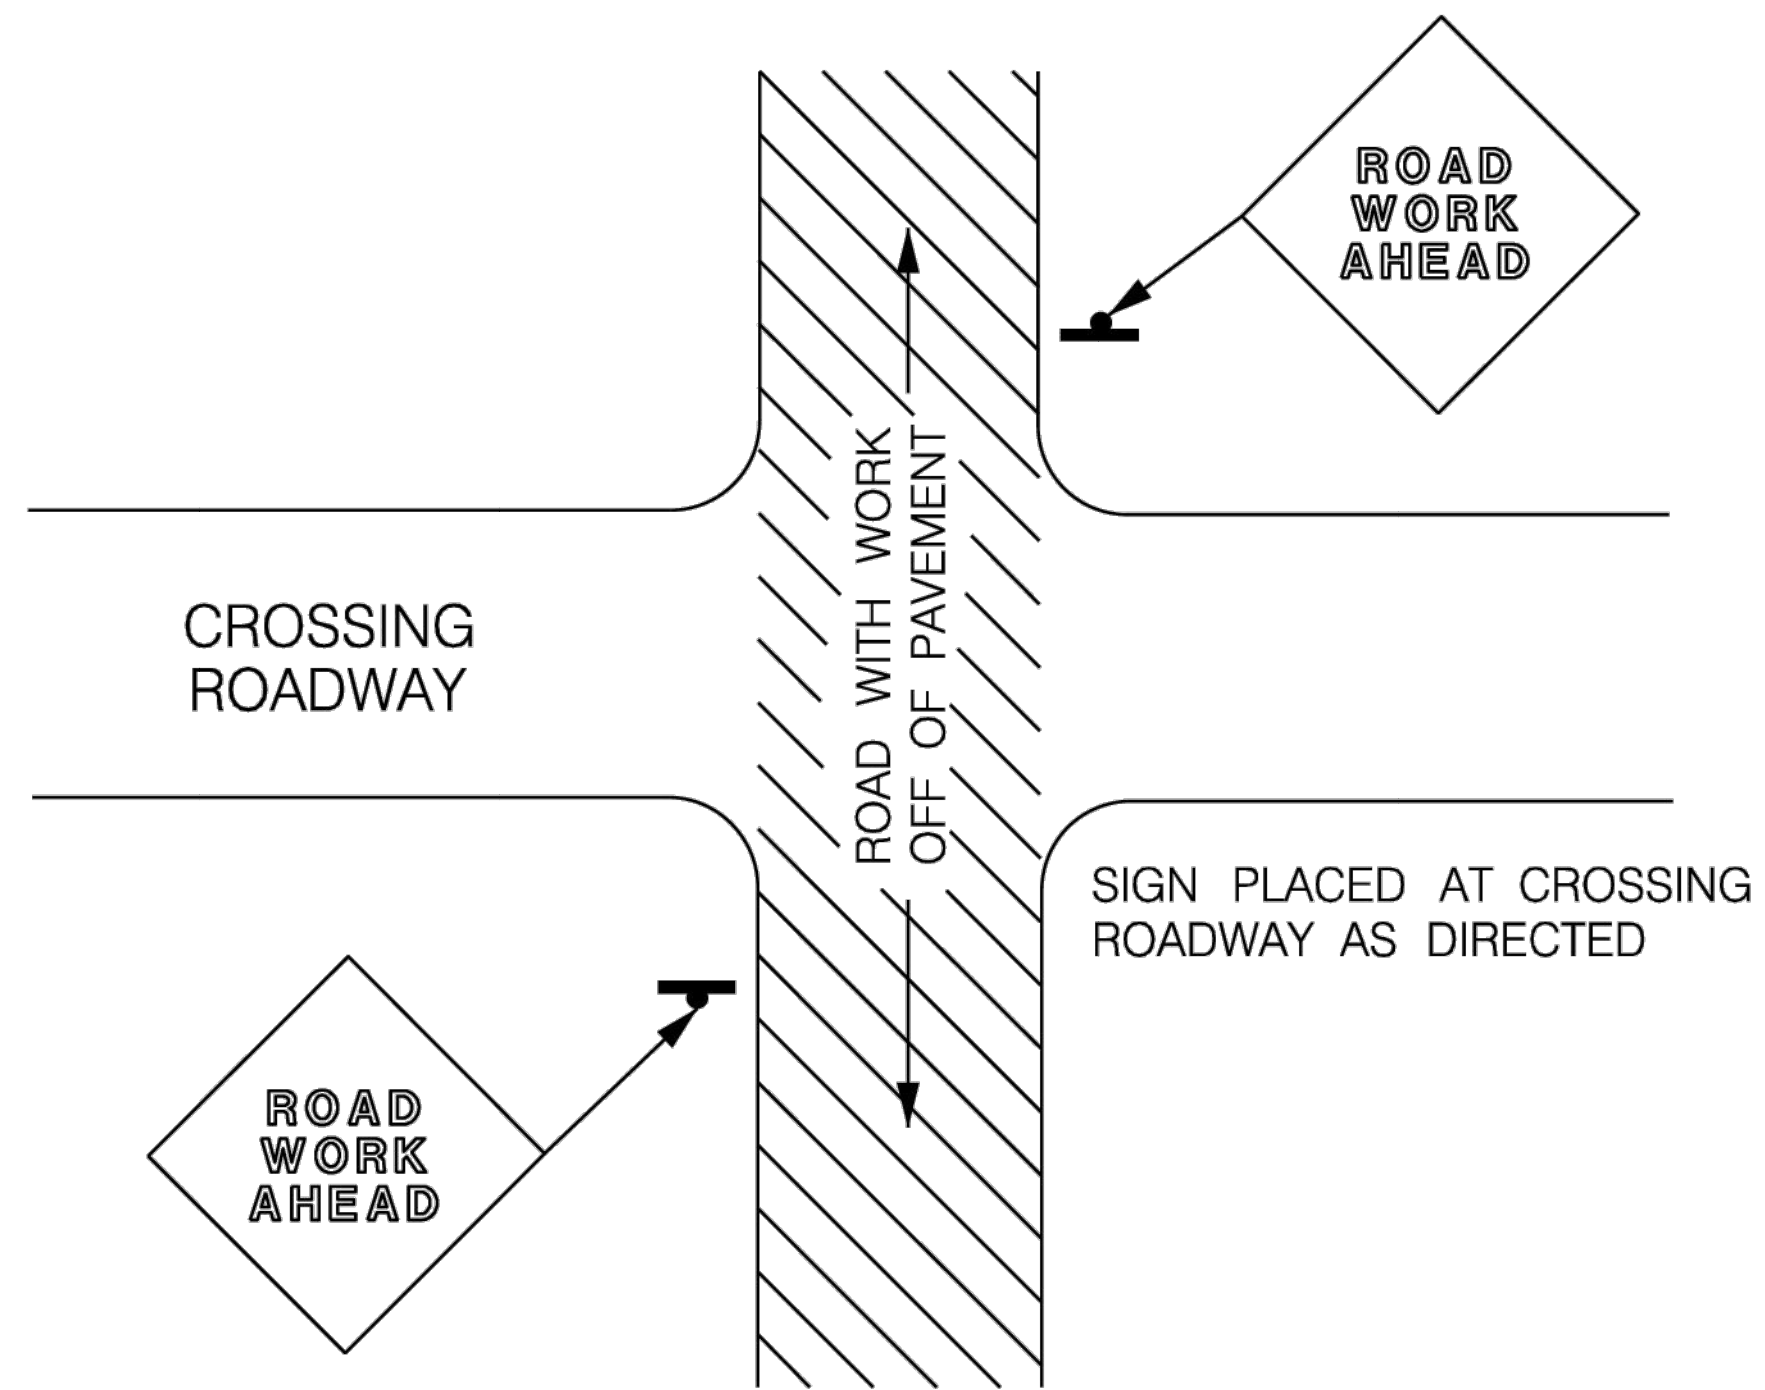 ROAD
WORK
AHEAD
ROAD WITH WORK
OFF OF PAVEMENT
CROSSING
ROADWAY
SIGN PLACED AT CROSSING
ROADWAY AS DIRECTED
ROAD
WORK
AHEAD